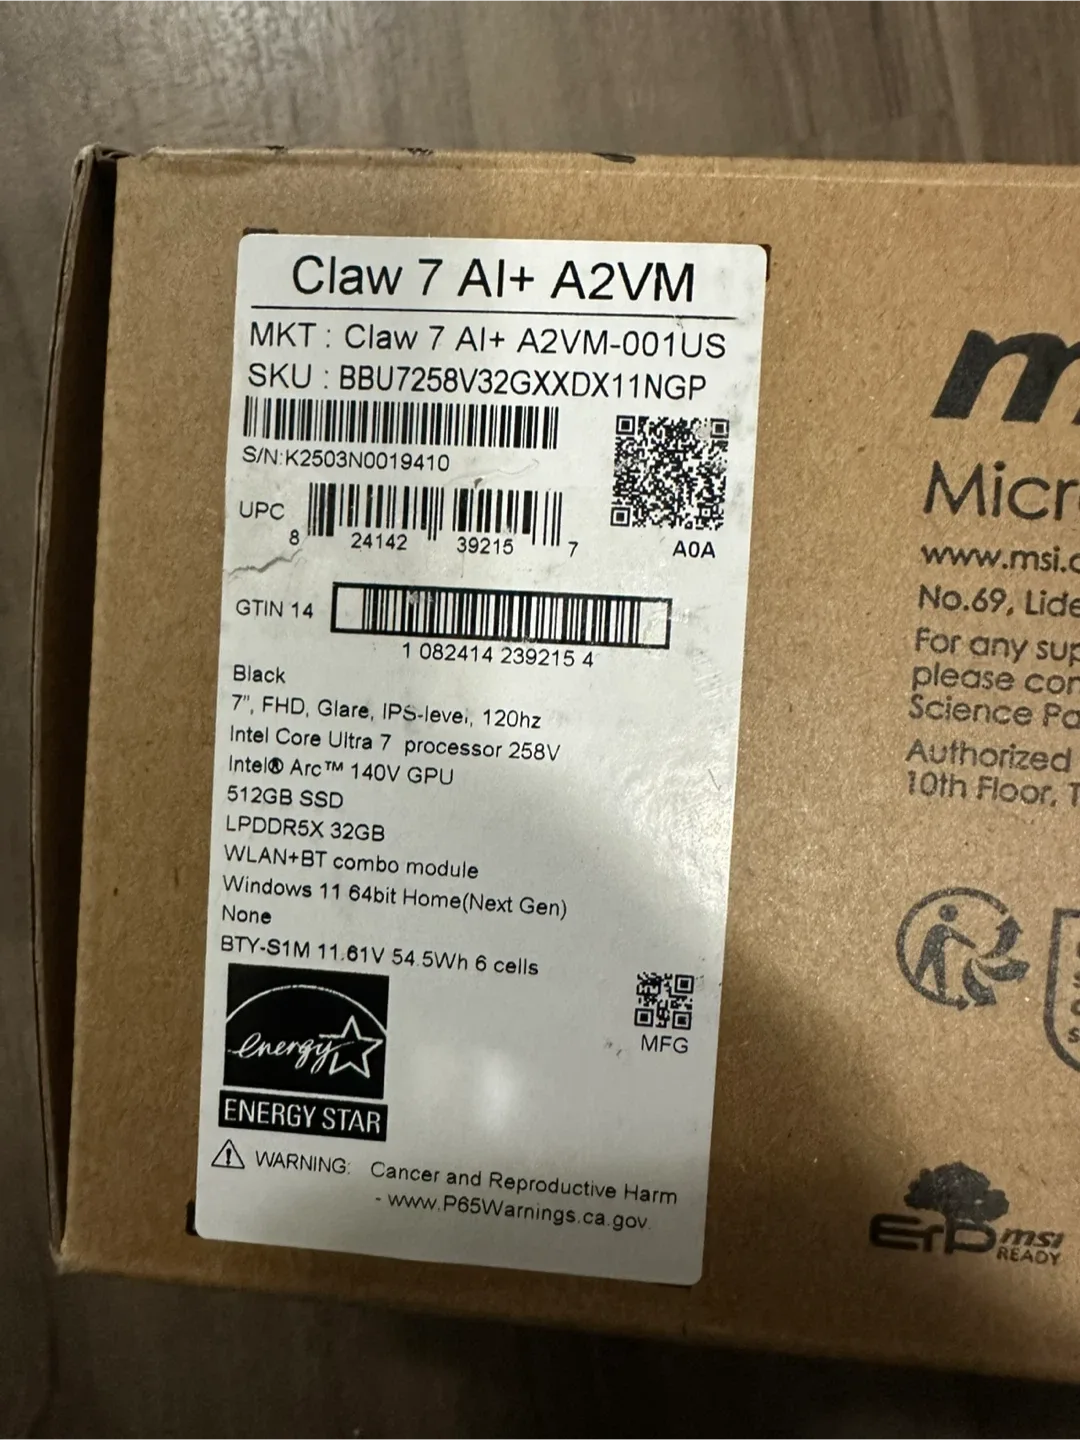 Claw 7 AI+ A2VM
MKT : Claw 7 AI+ A2VM-001US
SKU : BBU7258V32GXXDX11NGP
S/N:K2503N0019410
UPC
8 24142 39215 7
A0A
GTIN 14
1 082414 239215 4
Black
7", FHD, Glare, IPS-level, 120hz
Intel Core Ultra 7 processor 258V
Intel® Arc™ 140V GPU
512GB SSD
LPDDR5X 32GB
WLAN+BT combo module
Windows 11 64bit Home(Next Gen)
None
BTY-S1M 11.61V 54.5Wh 6 cells
MFG
energy
ENERGY STAR
WARNING: Cancer and Reproductive Harm
- www.P65Warnings.ca.gov.
m
Micr
www.msi.c
No.69, Lide
For any sup
please con
Science Pa
Authorized
10th Floor, T
ErP msi
READY